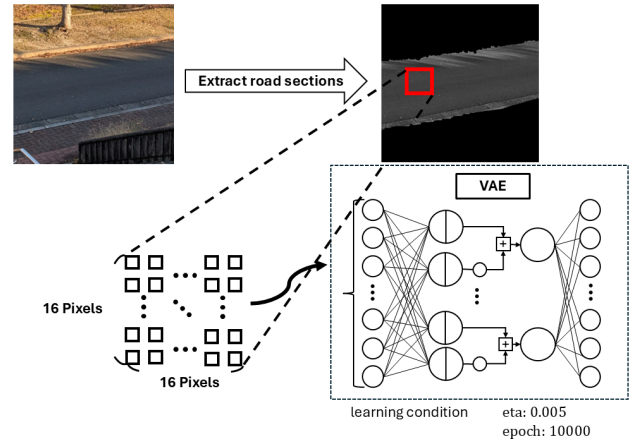 Extract road sections
VAE
16 Pixels
16 Pixels
learning condition
eta: 0.005
epoch: 10000